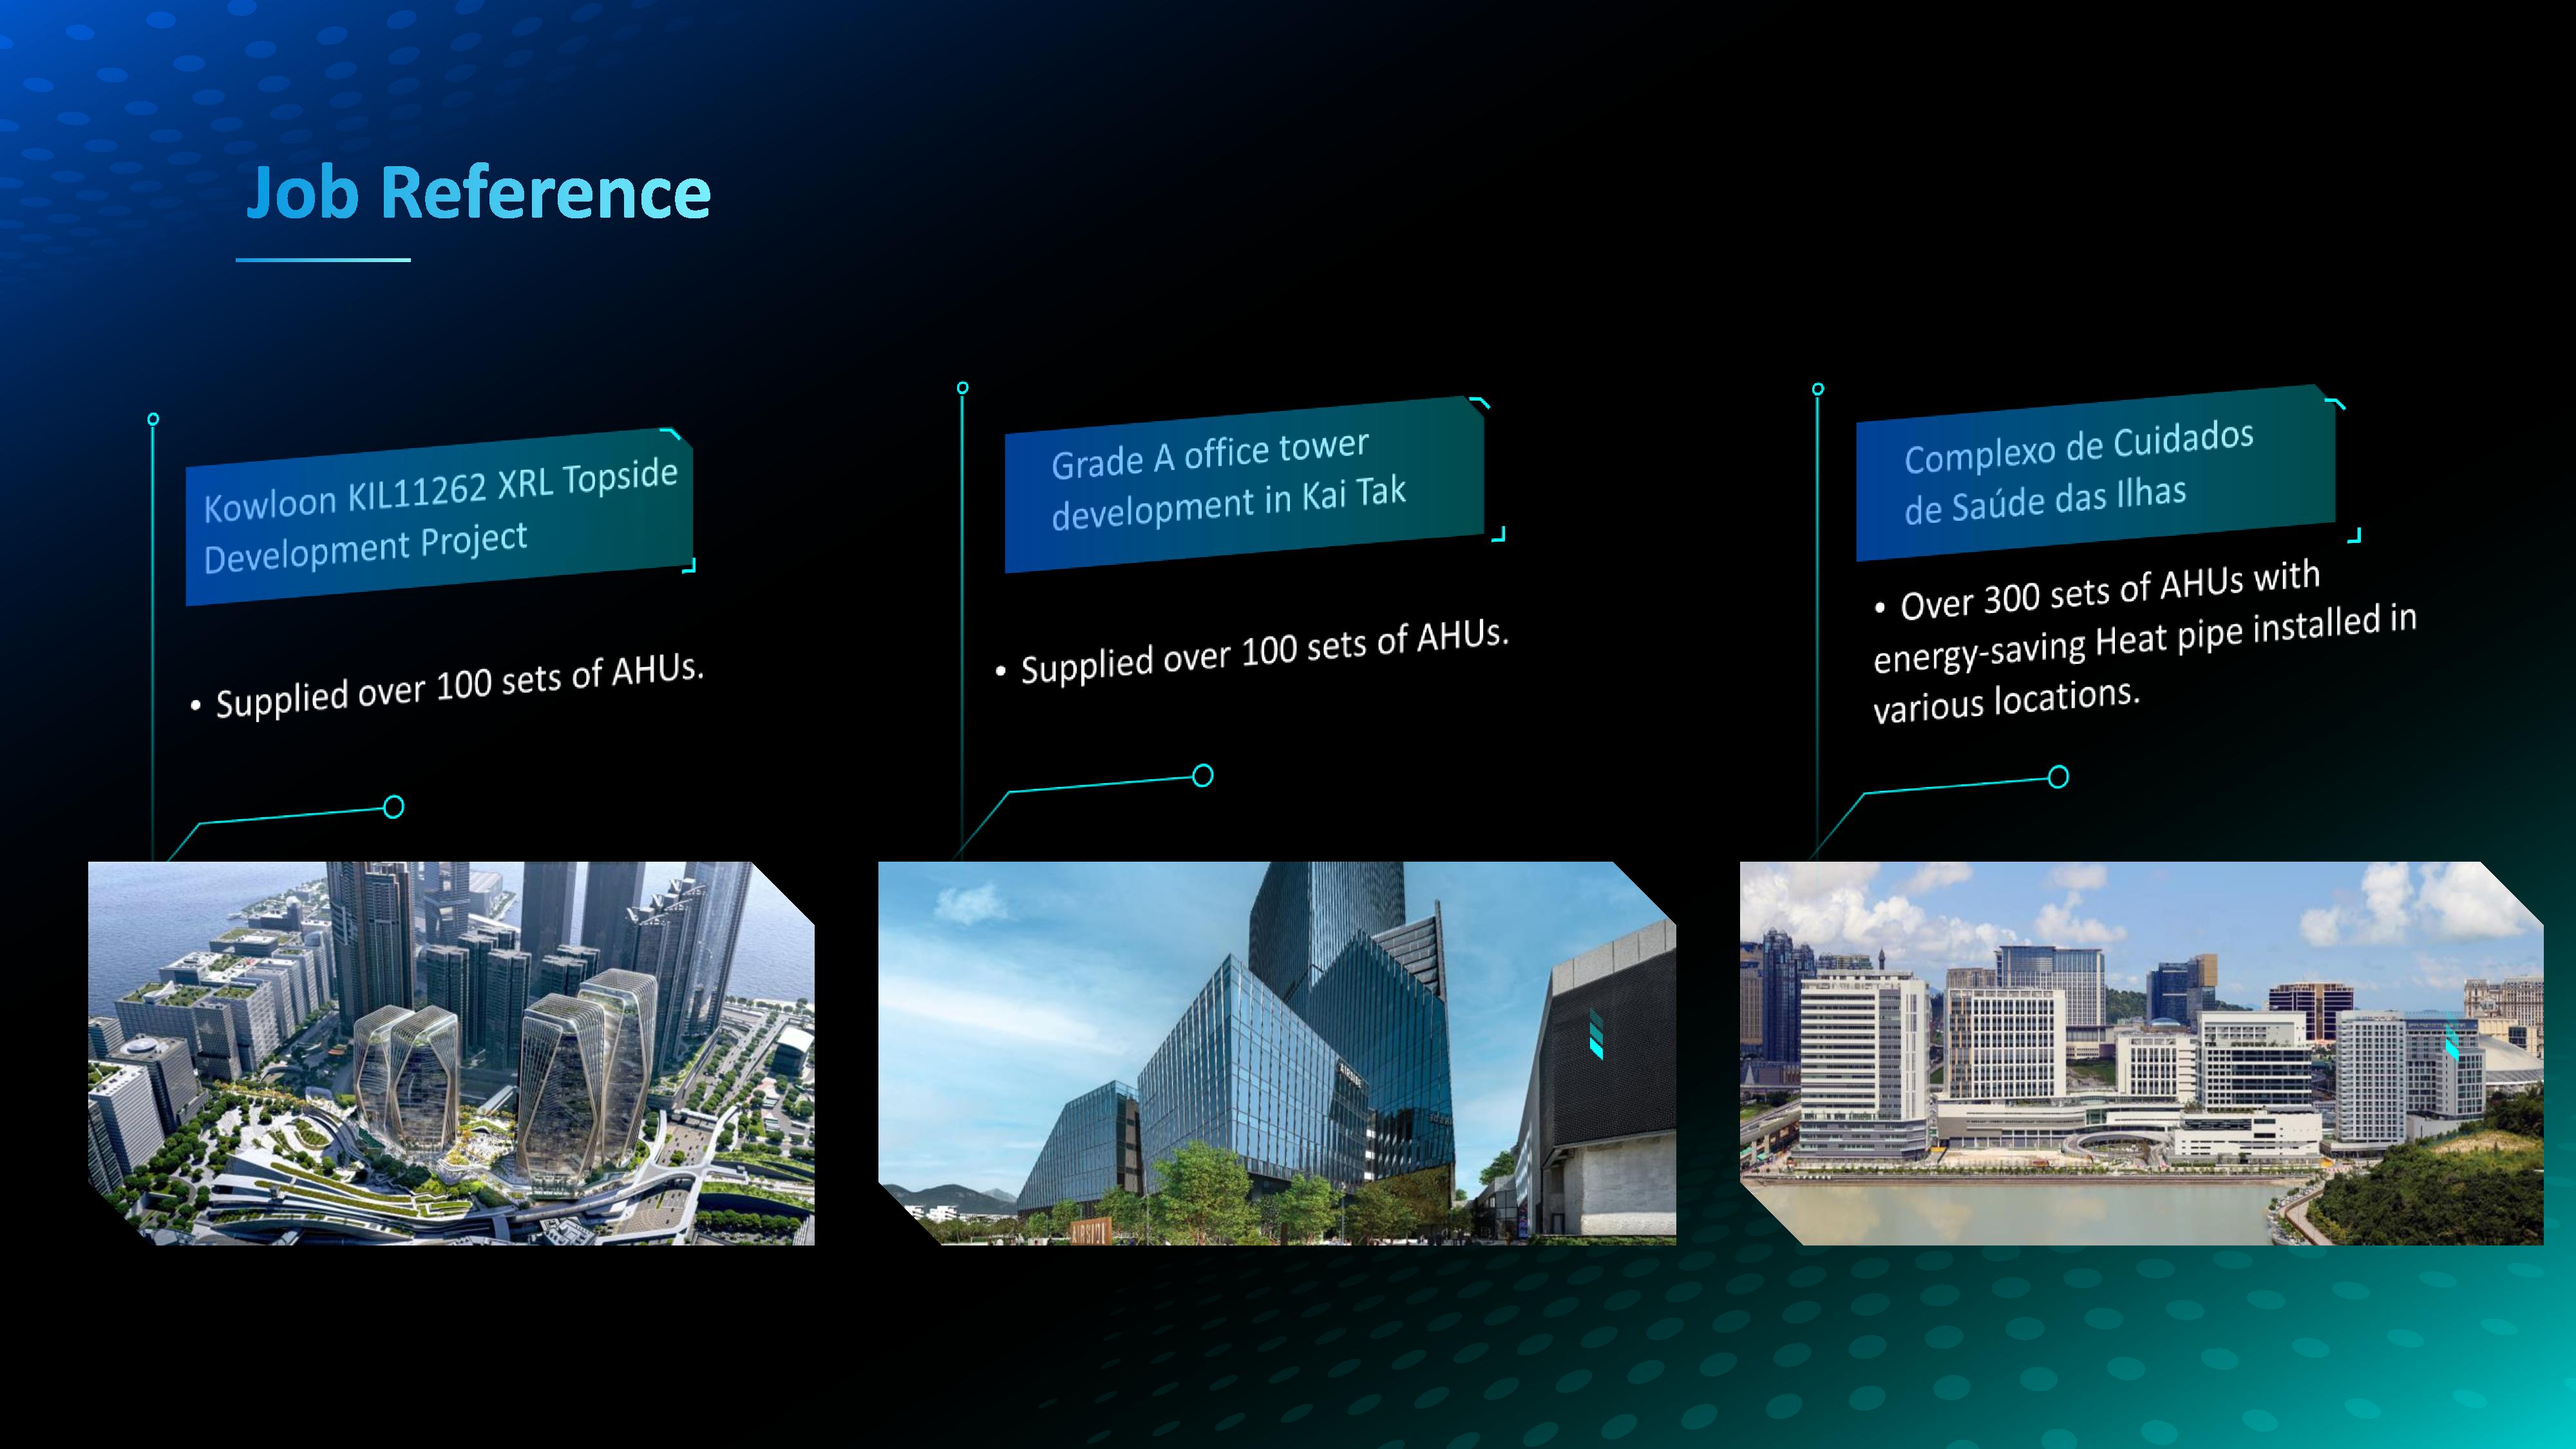 Job Reference
Kowloon KIL11262 XRL Topside
Development Project
• Supplied over 100 sets of AHUs.
Grade A office tower
development in Kai Tak
• Supplied over 100 sets of AHUs.
Complexo de Cuidados
de Saúde das Ilhas
• Over 300 sets of AHUs with
energy-saving Heat pipe installed in
various locations.
AIRSIDE
AIRSIDE